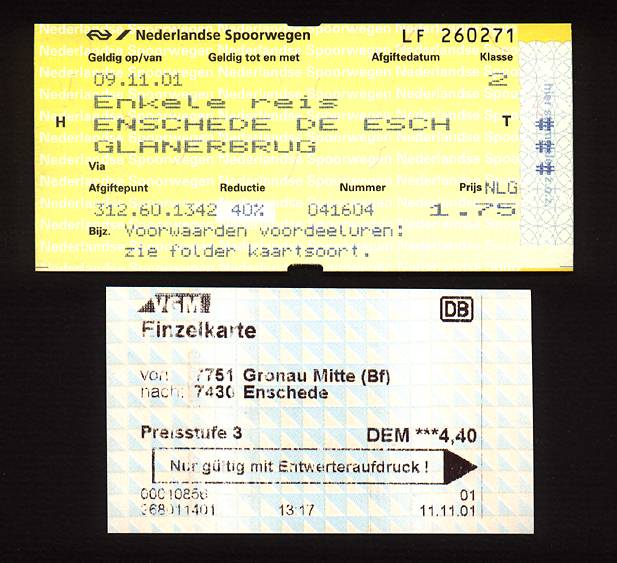 Nederlandse Spoorwegen LF 260271
Geldig op/van Geldig tot en met Afgiftedatum Klasse
09.11.01 2
Enkele reis
H ENSCHEDE DE ESCH T #
GLANERBRUG #
Via #
Afgiftepunt Reductie Nummer Prijs NLG
312.60.1342 40% 041604 1.75
Bijz. Voorwaarden voordeeluren:
zie folder kaartsoort.
DB
Einzelkarte
von: 7751 Gronau Mitte (Bf)
nach: 7430 Enschede
Preisstufe 3 DEM ***4,40
Nur gültig mit Entwerteraufdruck !
00010856 01
268011401 13:17 11.11.01